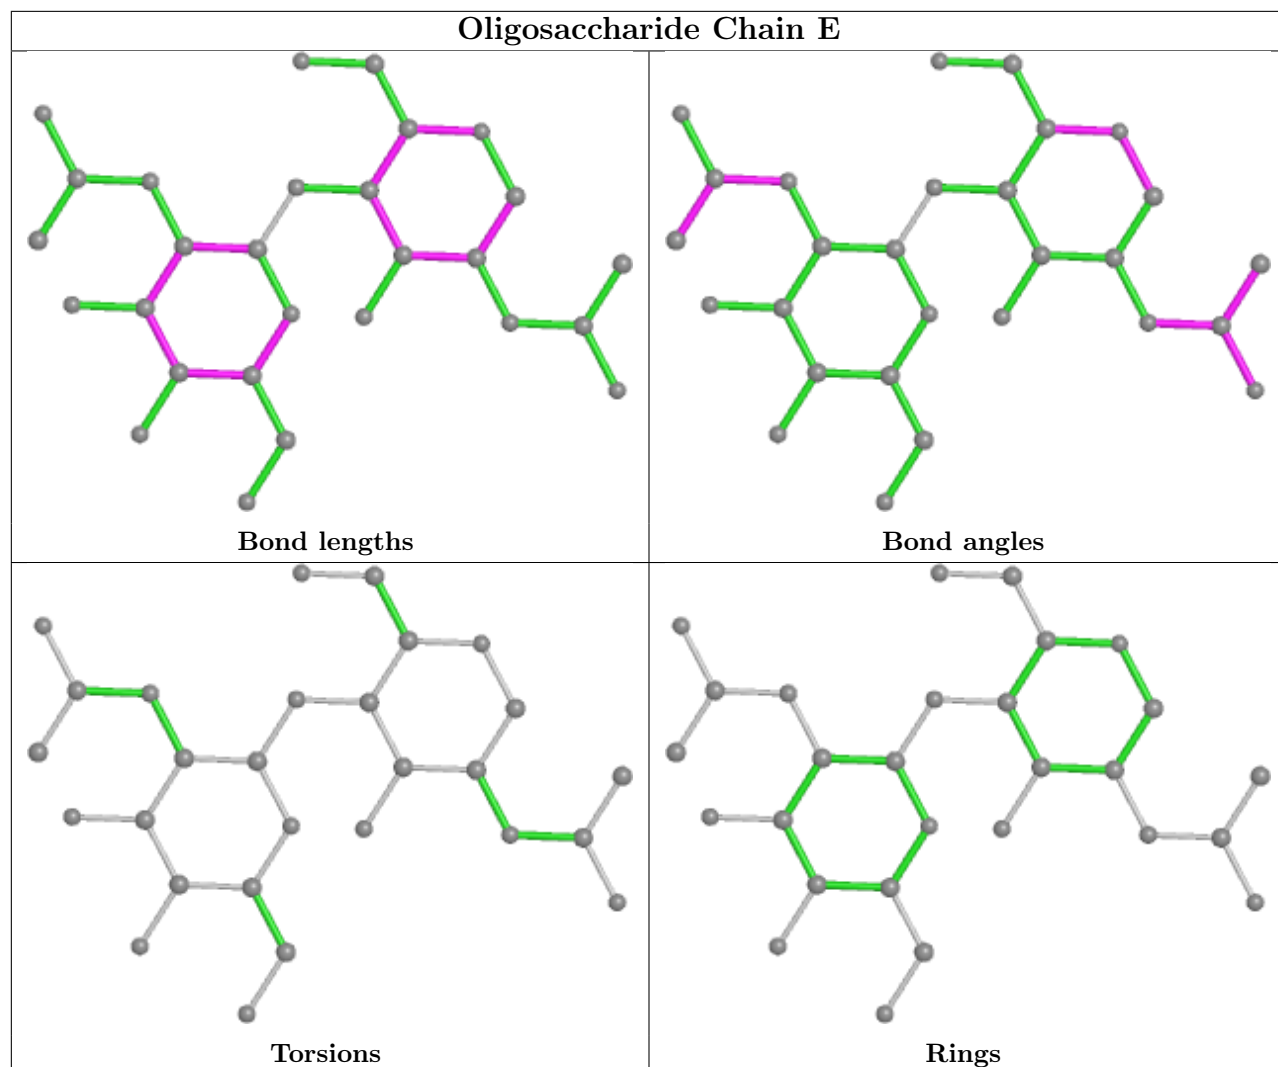 Oligosaccharide Chain E
Bond lengths
Bond angles
Torsions
Rings